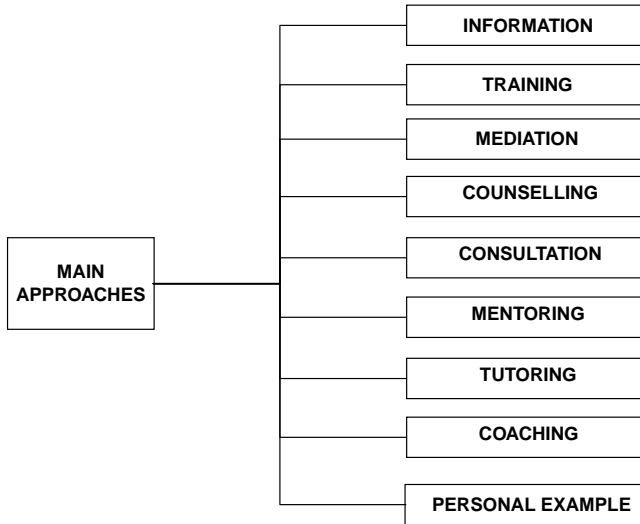 INFORMATION
TRAINING
MEDIATION
COUNSELLING
CONSULTATION
MAIN
APPROACHES
MENTORING
TUTORING
COACHING
PERSONAL EXAMPLE